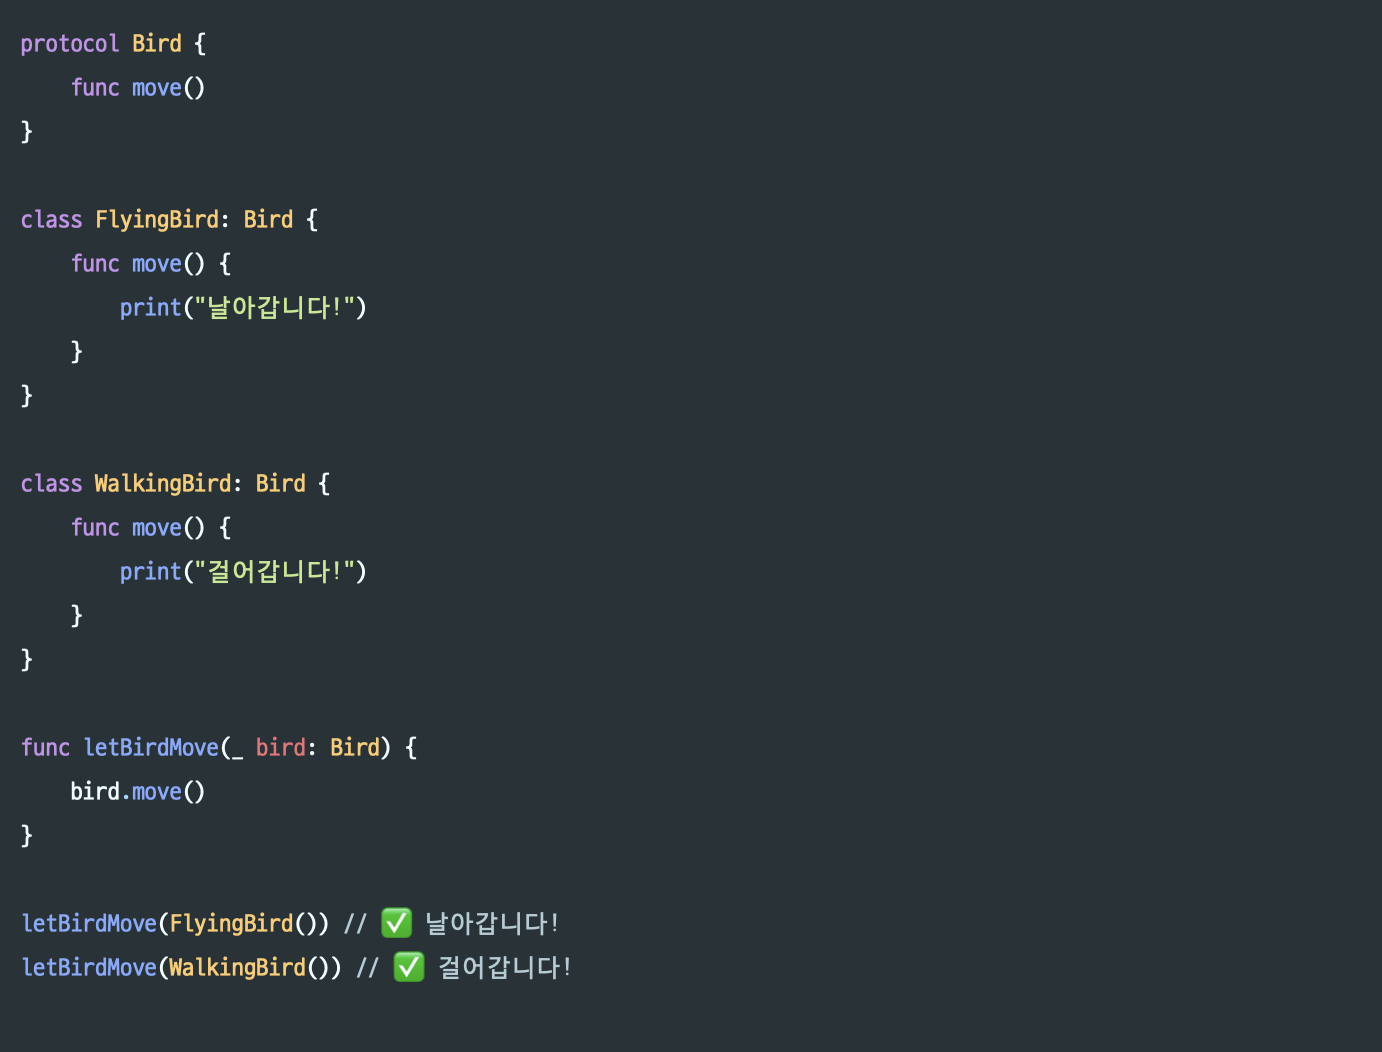 protocol Bird {
    func move()
}

class FlyingBird: Bird {
    func move() {
        print("날아갑니다!")
    }
}

class WalkingBird: Bird {
    func move() {
        print("걸어갑니다!")
    }
}

func letBirdMove(_ bird: Bird) {
    bird.move()
}

letBirdMove(FlyingBird()) // ✅ 날아갑니다!
letBirdMove(WalkingBird()) // ✅ 걸어갑니다!